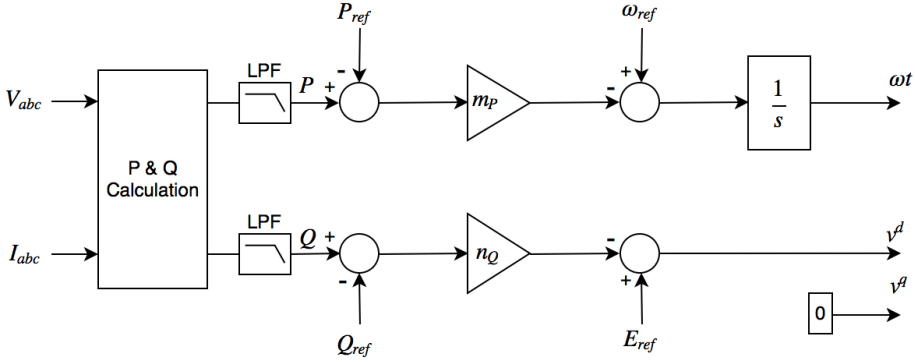 P_ref
ω_ref
LPF
V_abc
- P + 
m_P
- +
1/s
ωt
P & Q
Calculation
LPF
I_abc
Q + -
n_Q
- +
v^d
v^q
0
Q_ref
E_ref